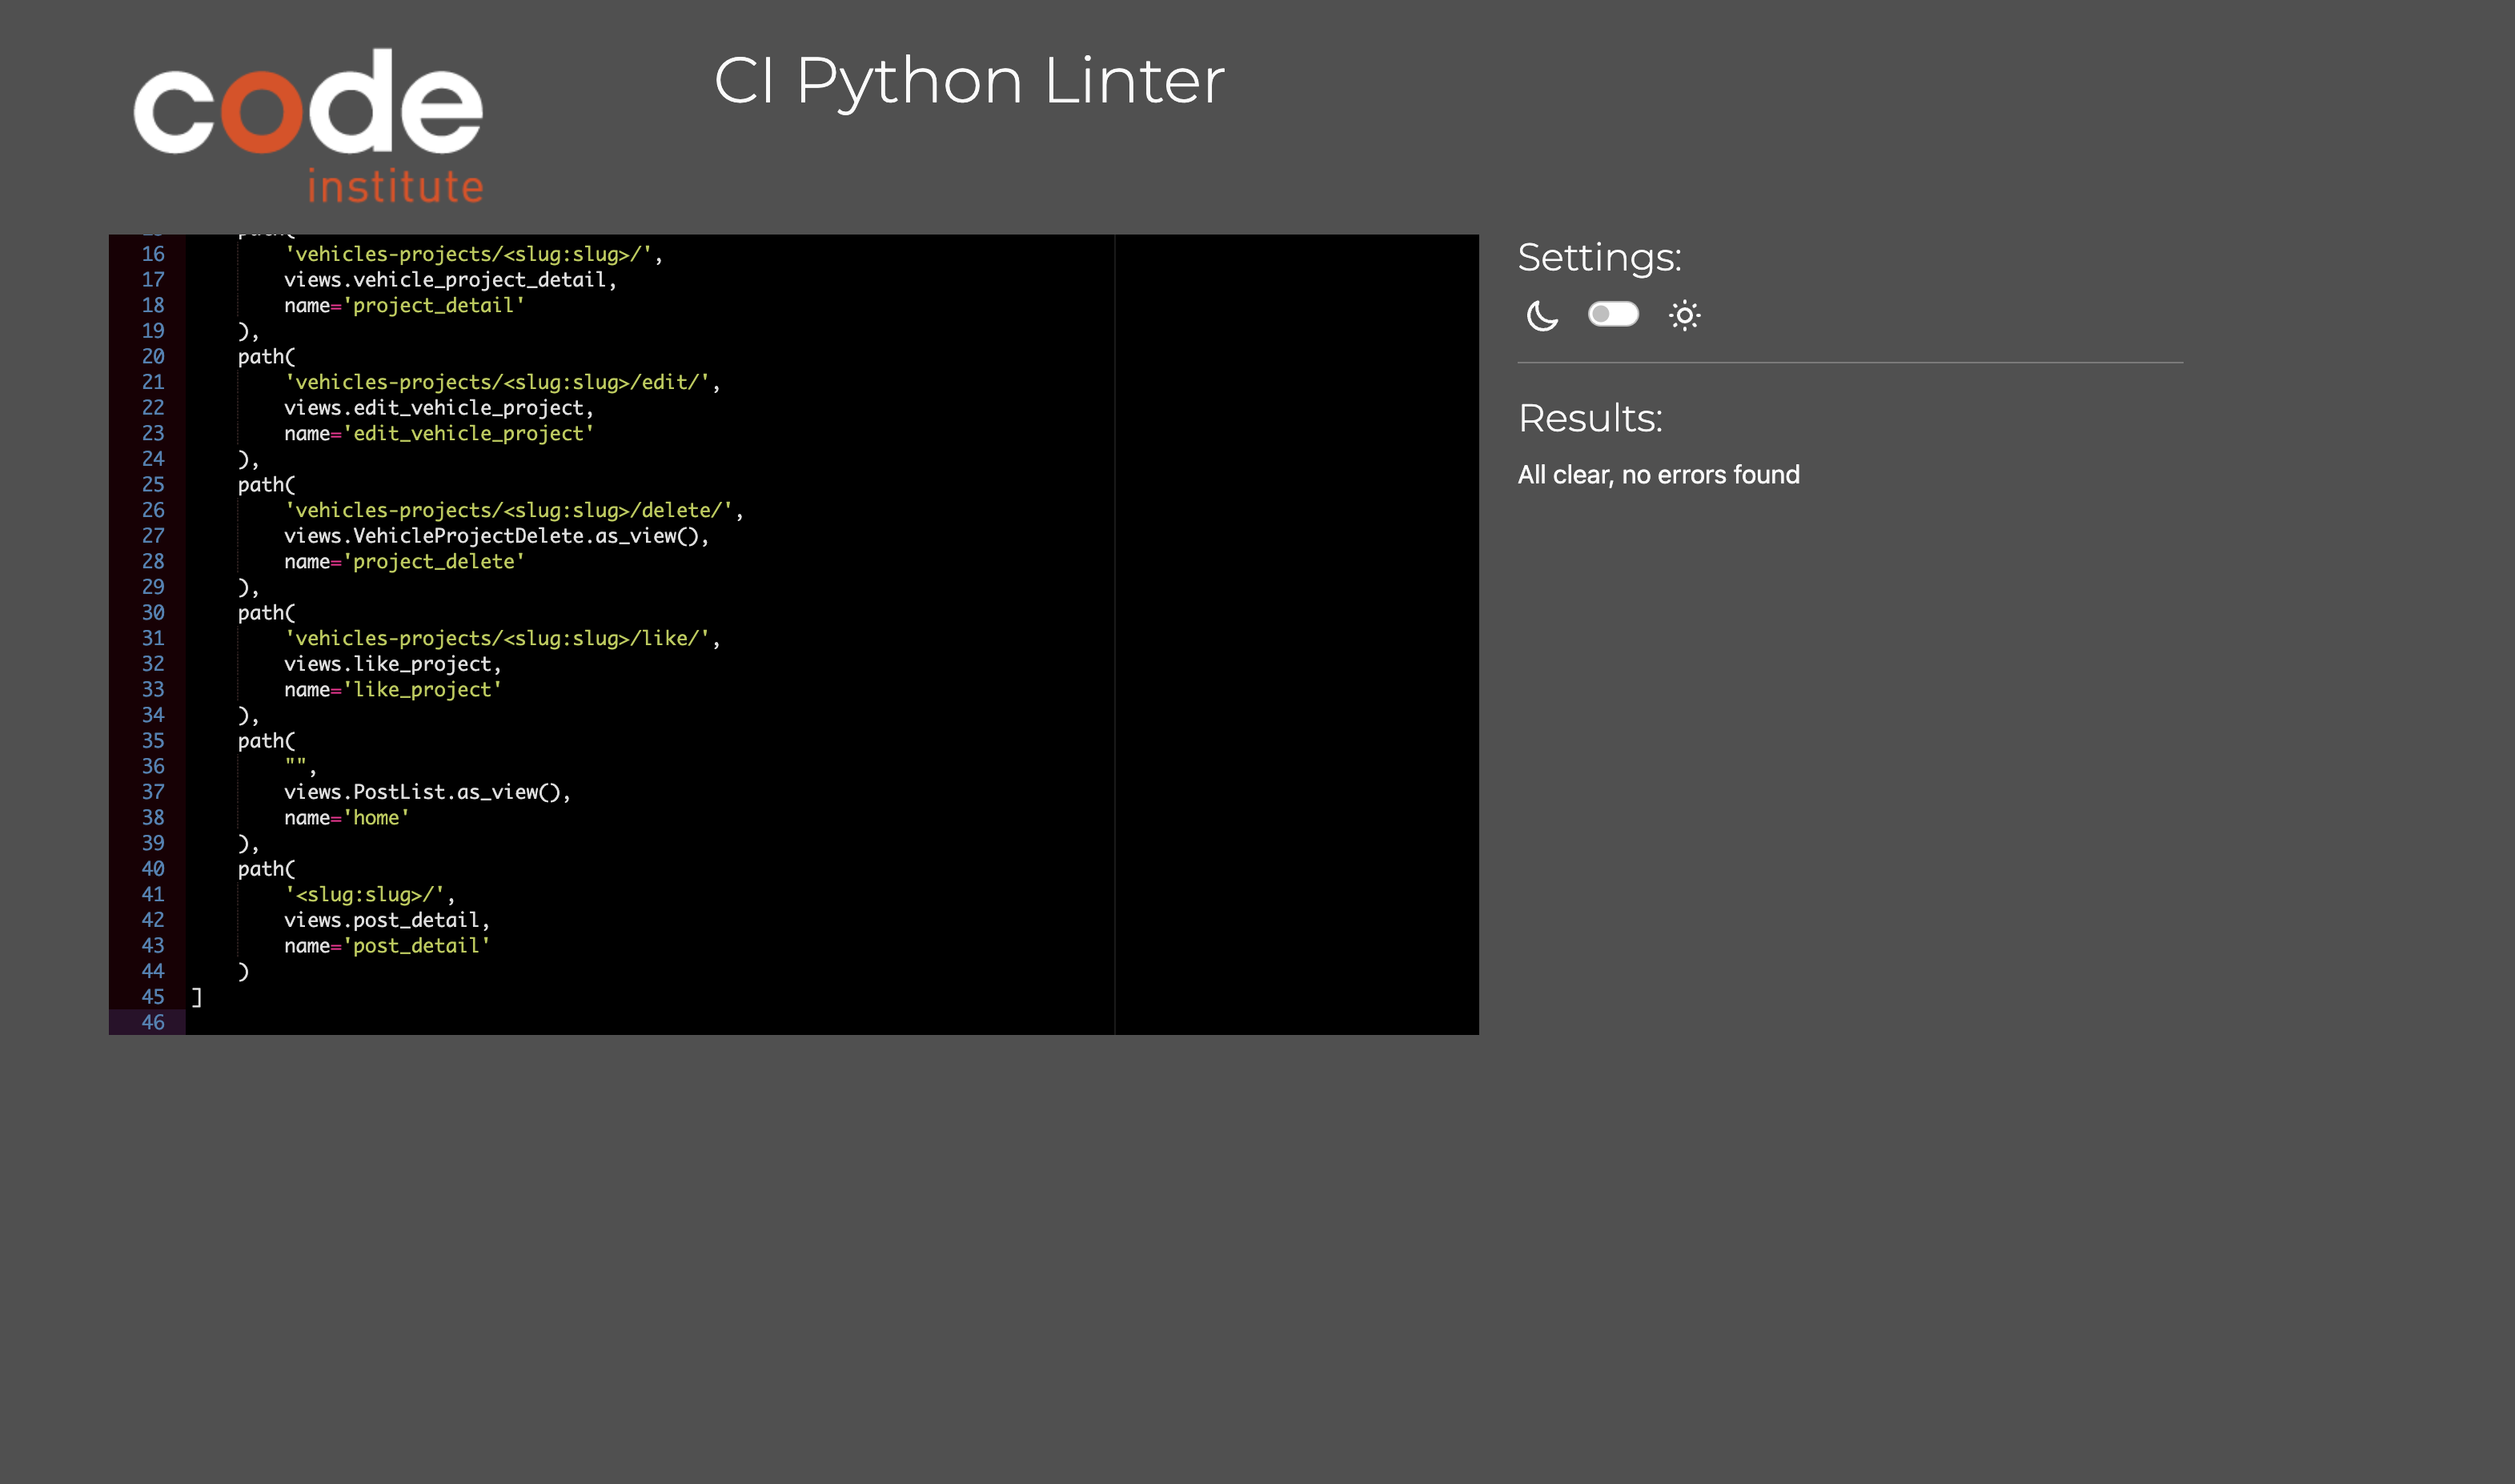 code
institute
CI Python Linter
16 'vehicles-projects/<slug:slug>/',
17 views.vehicle_project_detail,
18 name='project_detail'
19 ),
20 path(
21 'vehicles-projects/<slug:slug>/edit/',
22 views.edit_vehicle_project,
23 name='edit_vehicle_project'
24 ),
25 path(
26 'vehicles-projects/<slug:slug>/delete/',
27 views.VehicleProjectDelete.as_view(),
28 name='project_delete'
29 ),
30 path(
31 'vehicles-projects/<slug:slug>/like/',
32 views.like_project,
33 name='like_project'
34 ),
35 path(
36 "",
37 views.PostList.as_view(),
38 name='home'
39 ),
40 path(
41 '<slug:slug>/',
42 views.post_detail,
43 name='post_detail'
44 )
45 ]
46
Settings:
Results:
All clear, no errors found